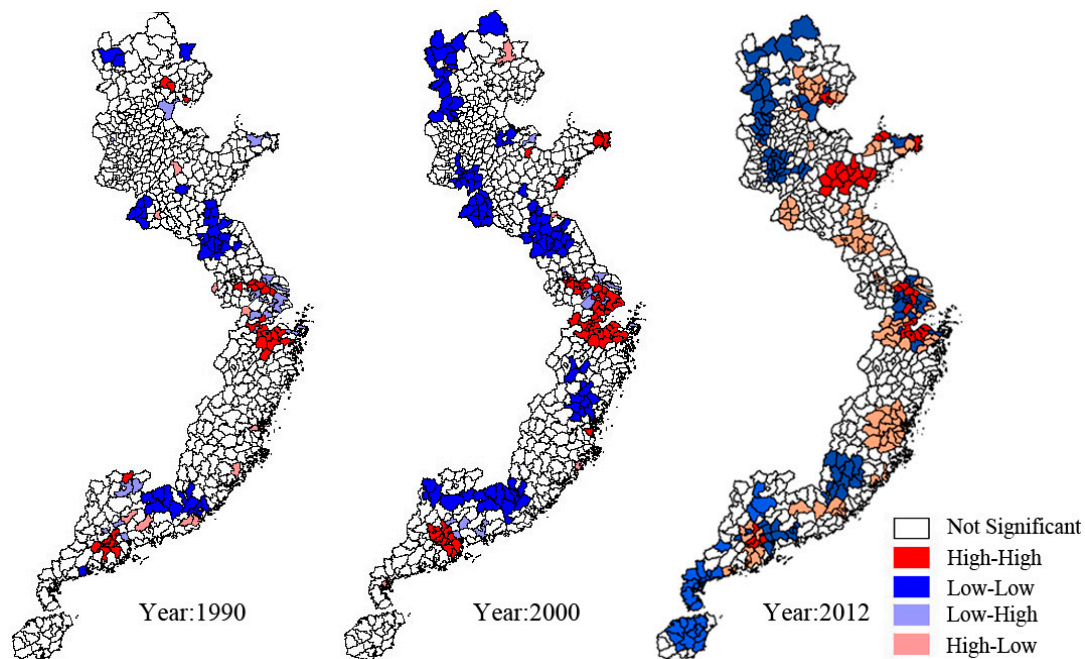 Not Significant
High-High
Low-Low
Low-High
High-Low
Year:1990
Year:2000
Year:2012